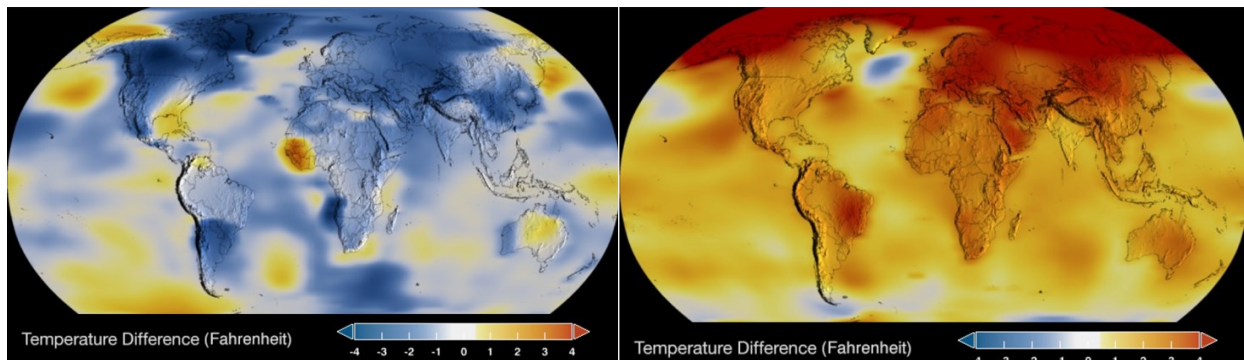 Temperature Difference (Fahrenheit)
-4 -3 -2 -1 0 1 2 3 4
Temperature Difference (Fahrenheit)